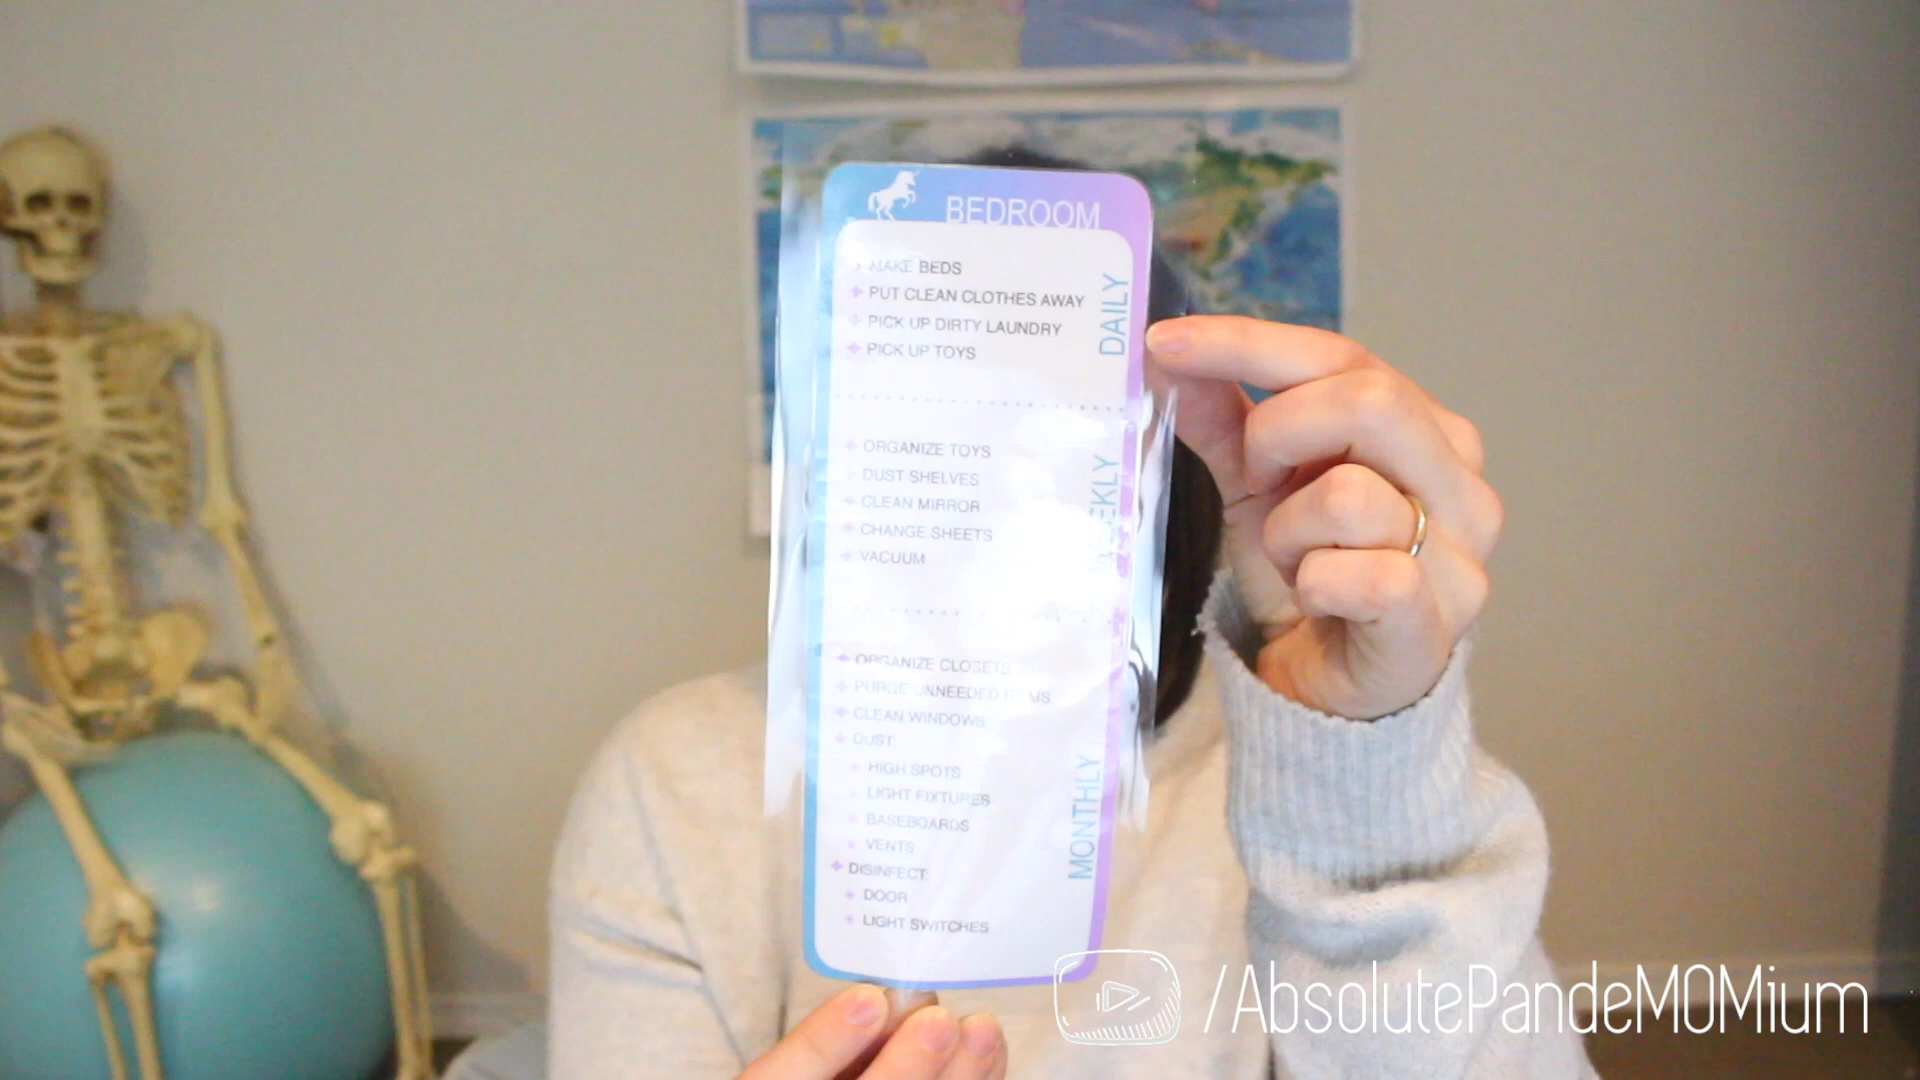 BEDROOM
MAKE BEDS
PUT CLEAN CLOTHES AWAY
PICK UP DIRTY LAUNDRY
PICK UP TOYS
DAILY
ORGANIZE TOYS
DUST SHELVES
CLEAN MIRROR
CHANGE SHEETS
VACUUM
WEEKLY
ORGANIZE CLOSETS
PURGE UNNEEDED ITEMS
CLEAN WINDOWS
DUST:
HIGH SPOTS
LIGHT FIXTURES
BASEBOARDS
VENTS
DISINFECT:
DOOR
LIGHT SWITCHES
MONTHLY
/AbsolutePandeMOMium